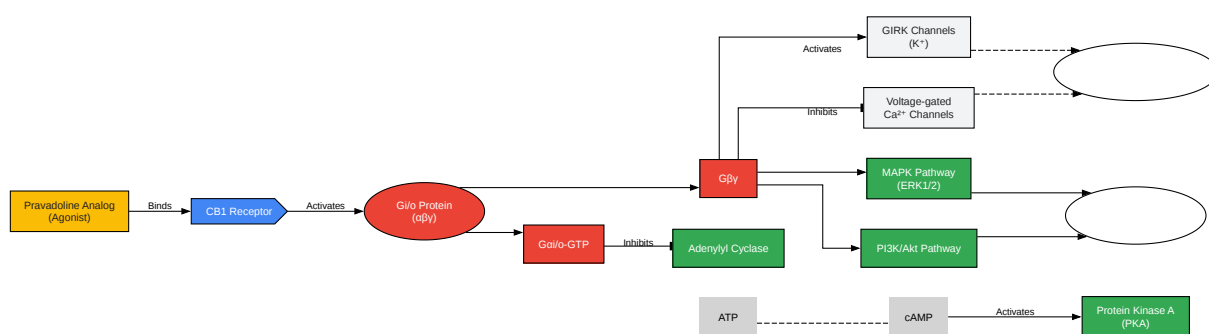 GIRK Channels
(K⁺)
Activates
Voltage-gated
Ca²⁺ Channels
Inhibits
Gβγ
MAPK Pathway
(ERK1/2)
Pravadoline Analog
(Agonist)
Binds
CB1 Receptor
Activates
Gi/o Protein
(αβγ)
Gαi/o-GTP
Inhibits
Adenylyl Cyclase
PI3K/Akt Pathway
ATP
cAMP
Activates
Protein Kinase A
(PKA)